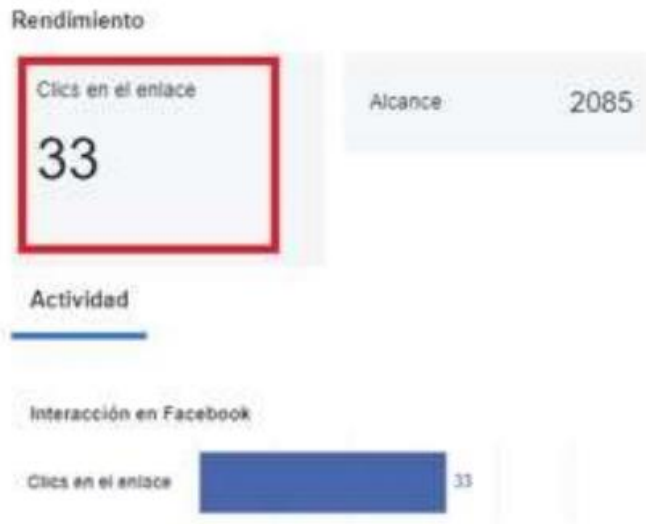 Rendimiento
Clics en el enlace
33
Alcance 2085
Actividad
Interacción en Facebook
Clics en el enlace 33